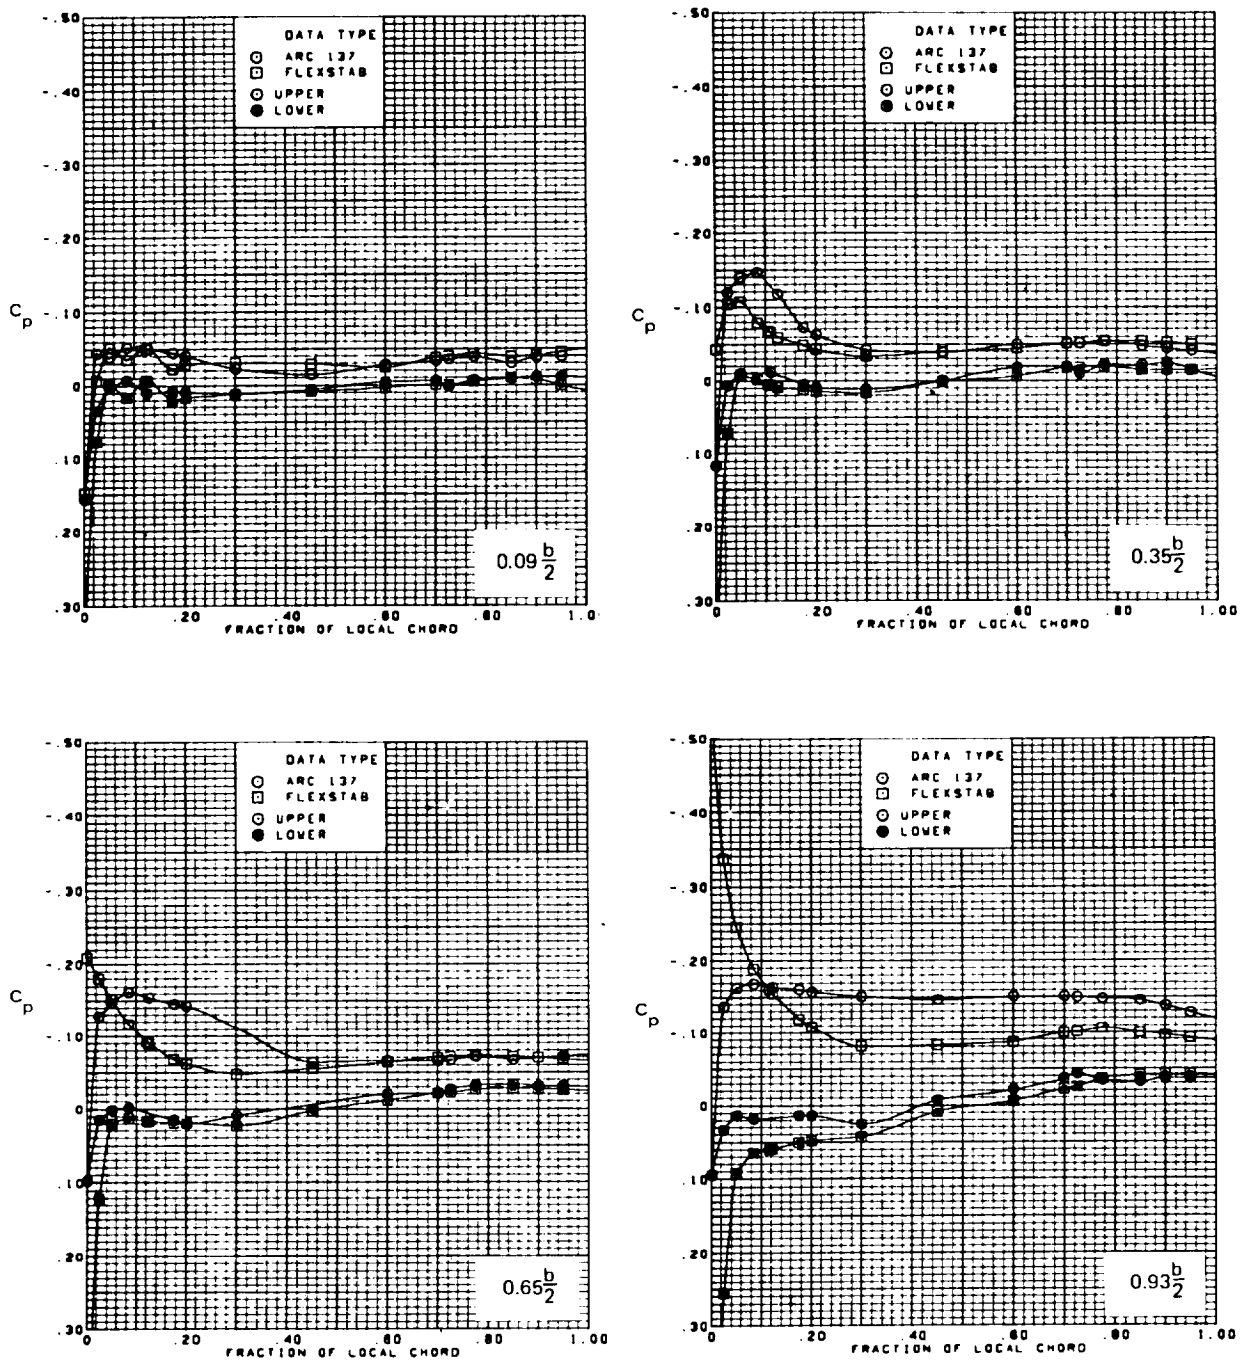 -.50
-.40
-.30
-.20
-.10
0
.10
.20
.30
Cp
DATA TYPE
ARC 137
FLEXSTAB
UPPER
LOWER
0.09 b/2
0 .20 .40 .60 .80 1.00
FRACTION OF LOCAL CHORD
-.50
-.40
-.30
-.20
-.10
0
.10
.20
.30
Cp
DATA TYPE
ARC 137
FLEXSTAB
UPPER
LOWER
0.35 b/2
0 .20 .40 .60 .80 1.00
FRACTION OF LOCAL CHORD
-.50
-.40
-.30
-.20
-.10
0
.10
.20
.30
Cp
DATA TYPE
ARC 137
FLEXSTAB
UPPER
LOWER
0.65 b/2
0 .20 .40 .60 .80 1.00
FRACTION OF LOCAL CHORD
-.50
-.40
-.30
-.20
-.10
0
.10
.20
.30
Cp
DATA TYPE
ARC 137
FLEXSTAB
UPPER
LOWER
0.93 b/2
0 .20 .40 .60 .80 1.00
FRACTION OF LOCAL CHORD